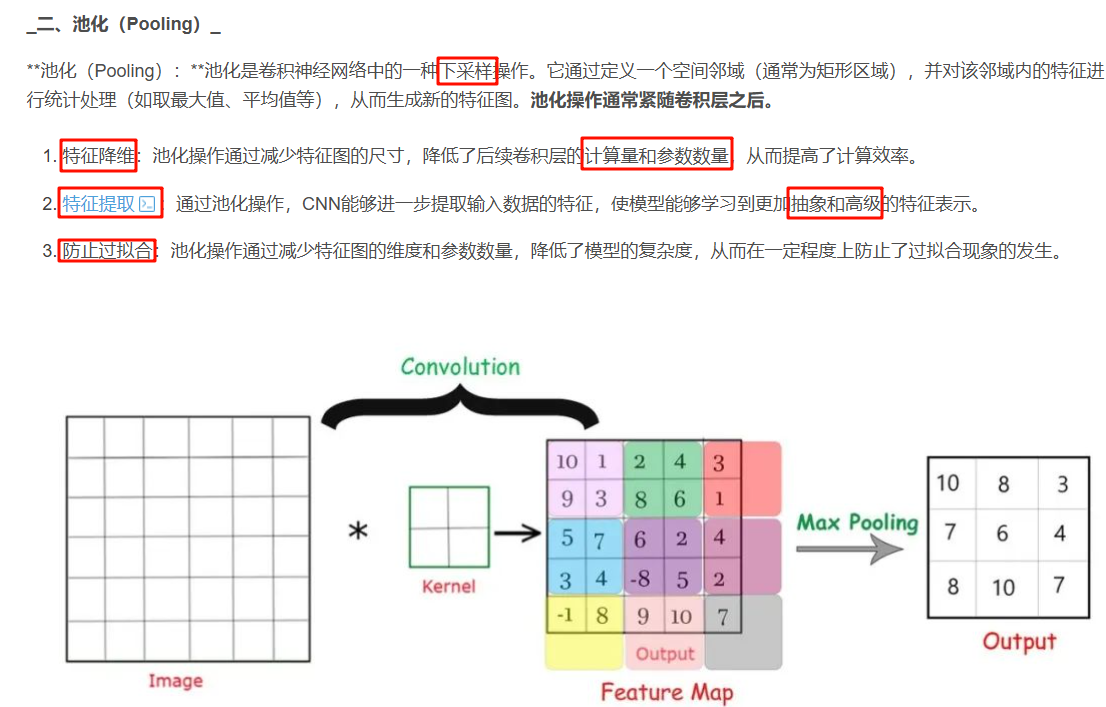 _二、池化（Pooling）_
**池化（Pooling）: **池化是卷积神经网络中的一种下采样操作。它通过定义一个空间邻域（通常为矩形区域），并对该邻域内的特征进
行统计处理（如取最大值、平均值等），从而生成新的特征图。池化操作通常紧随卷积层之后。
1. 特征降维：池化操作通过减少特征图的尺寸，降低了后续卷积层的计算量和参数数量，从而提高了计算效率。
2. 特征提取：通过池化操作，CNN能够进一步提取输入数据的特征，使模型能够学习到更加抽象和高级的特征表示。
3. 防止过拟合：池化操作通过减少特征图的维度和参数数量，降低了模型的复杂度，从而在一定程度上防止了过拟合现象的发生。
Convolution
Image
*
Kernel
10 1 2 4 3
9 3 8 6 1
5 7 6 2 4
3 4 -8 5 2
-1 8 9 10 7
Output
Feature Map
Max Pooling
10 8 3
7 6 4
8 10 7
Output